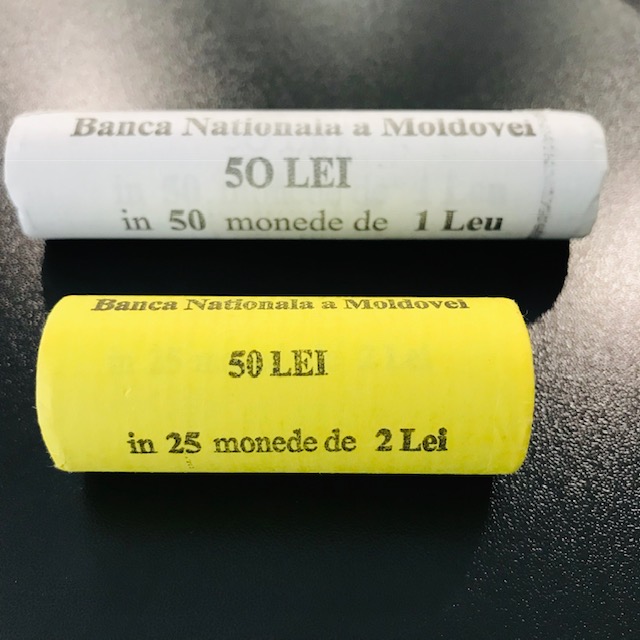 Banca Nationala a Moldovei
50 LEI
in 50 monede de 1 Leu
Banca Nationala a Moldovei
50 LEI
in 25 monede de 2 Lei